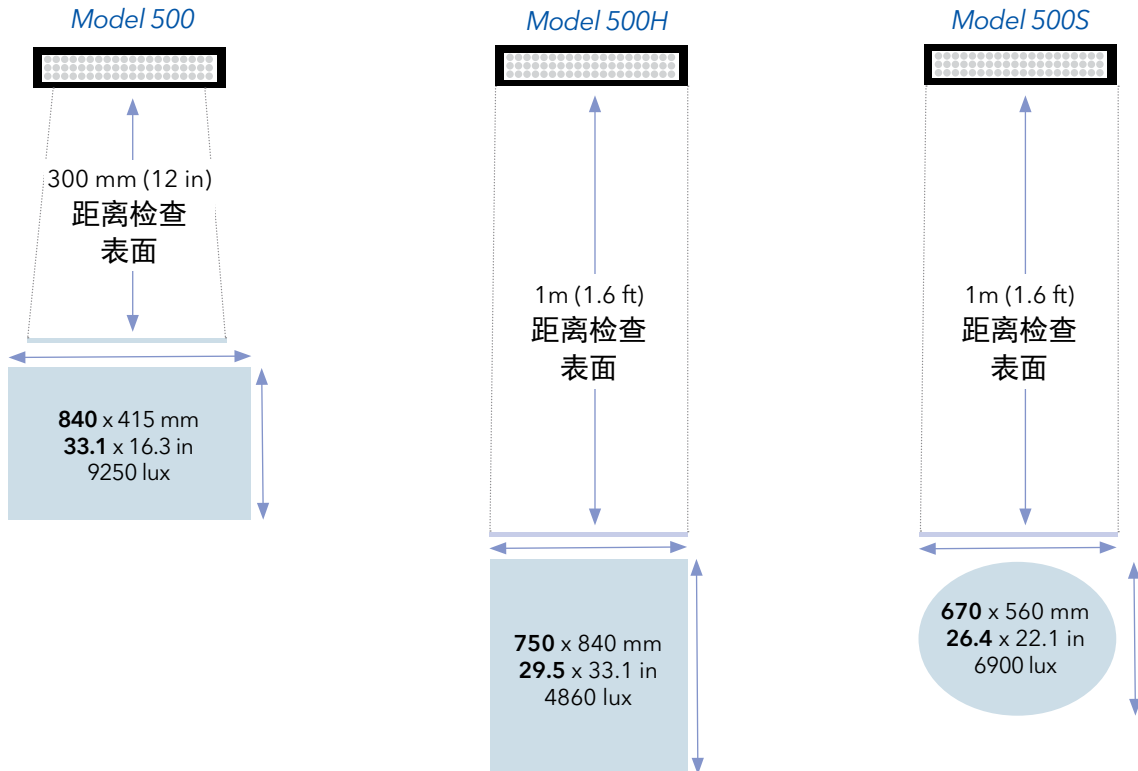 Model 500
300 mm (12 in)
距离检查
表面
840 x 415 mm
33.1 x 16.3 in
9250 lux
Model 500H
1m (1.6 ft)
距离检查
表面
750 x 840 mm
29.5 x 33.1 in
4860 lux
Model 500S
1m (1.6 ft)
距离检查
表面
670 x 560 mm
26.4 x 22.1 in
6900 lux